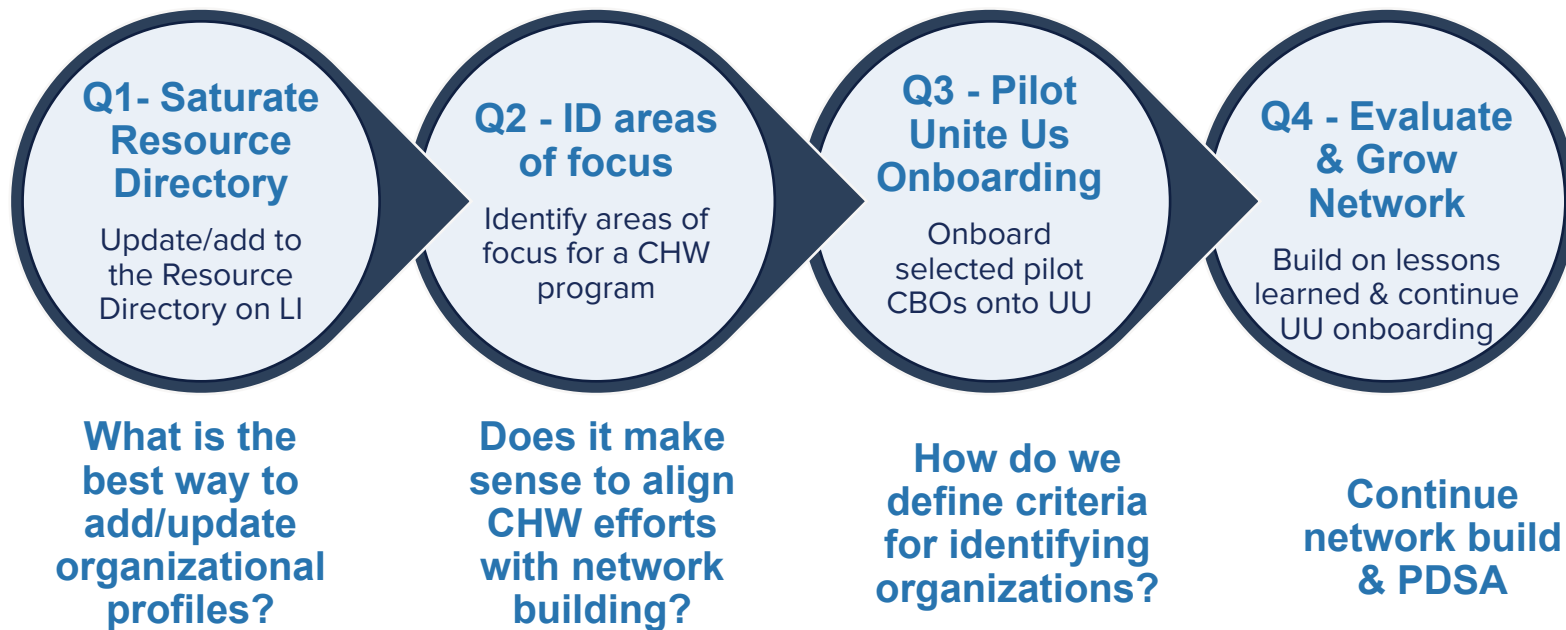 Q1- Saturate
Resource
Directory
Update/add to
the Resource
Directory on LI
Q2 - ID areas
of focus
Identify areas of
focus for a CHW
program
Q3 - Pilot
Unite Us
Onboarding
Onboard
selected pilot
CBOs onto UU
Q4 - Evaluate
& Grow
Network
Build on lessons
learned & continue
UU onboarding
What is the
best way to
add/update
organizational
profiles?
Does it make
sense to align
CHW efforts
with network
building?
How do we
define criteria
for identifying
organizations?
Continue
network build
& PDSA